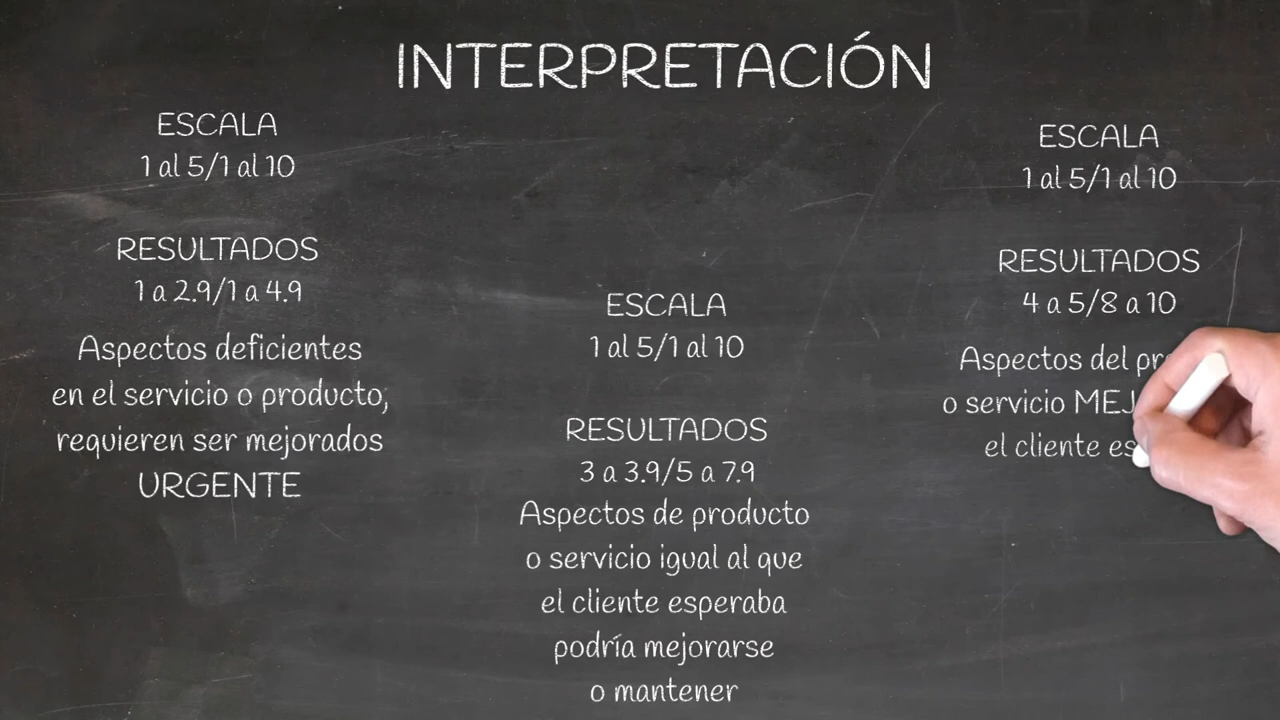 INTERPRETACIÓN
ESCALA
1 al 5/1 al 10
RESULTADOS
1 a 2.9/1 a 4.9
Aspectos deficientes
en el servicio o producto,
requieren ser mejorados
URGENTE
ESCALA
1 al 5/1 al 10
RESULTADOS
3 a 3.9/5 a 7.9
Aspectos de producto
o servicio igual al que
el cliente esperaba
podría mejorarse
o mantener
ESCALA
1 al 5/1 al 10
RESULTADOS
4 a 5/8 a 10
Aspectos del
o servicio
el cliente